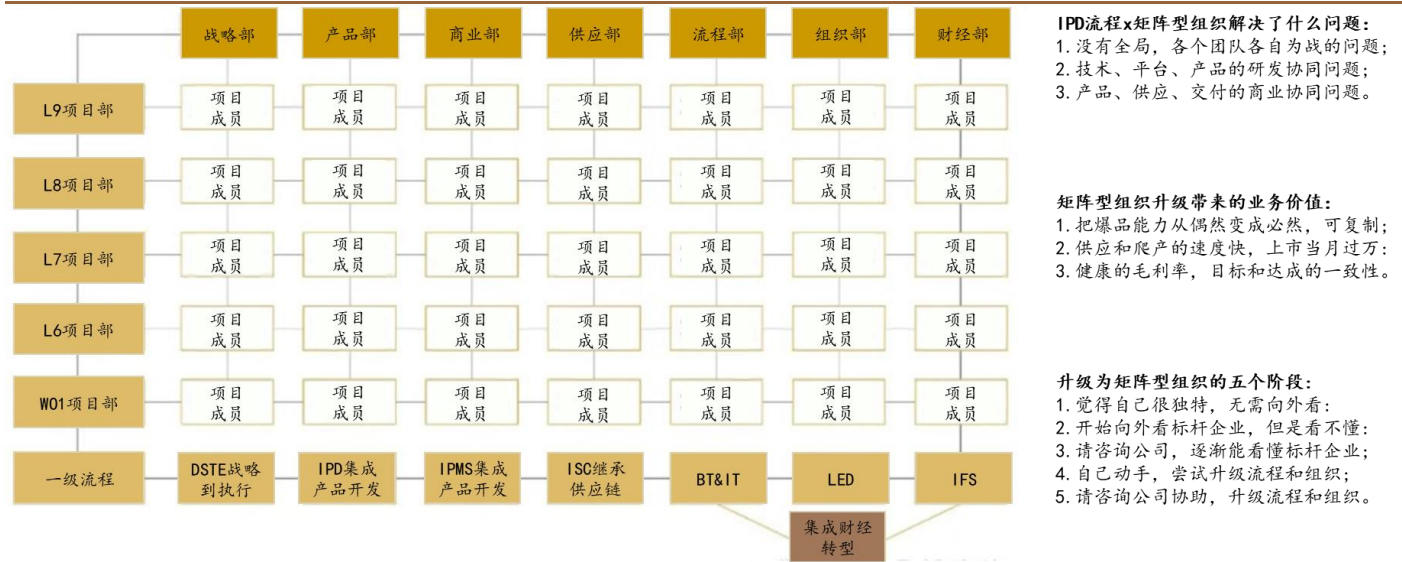 战略部 产品部 商业部 供应部 流程部 组织部 财经部
L9项目部 项目 项目 项目 项目 项目 项目 项目
成员 成员 成员 成员 成员 成员 成员
L8项目部 项目 项目 项目 项目 项目 项目 项目
成员 成员 成员 成员 成员 成员 成员
L7项目部 项目 项目 项目 项目 项目 项目 项目
成员 成员 成员 成员 成员 成员 成员
L6项目部 项目 项目 项目 项目 项目 项目 项目
成员 成员 成员 成员 成员 成员 成员
W01项目部 项目 项目 项目 项目 项目 项目 项目
成员 成员 成员 成员 成员 成员 成员
一级流程 DSTE战略 IPD集成 IPMS集成 ISC继承 BT&IT LED IFS
到执行 产品开发 产品开发 供应链
集成财经
转型
IPD流程x矩阵型组织解决了什么问题：
1.没有全局，各个团队各自为战的问题；
2.技术、平台、产品的研发协同问题；
3.产品、供应、交付的商业协同问题。
矩阵型组织升级带来的业务价值：
1.把爆品能力从偶然变成必然，可复制；
2.供应和爬产的速度快，上市当月过万：
3.健康的毛利率，目标和达成的一致性。
升级为矩阵型组织的五个阶段：
1.觉得自己很独特，无需向外看：
2.开始向外看标杆企业，但是看不懂：
3.请咨询公司，逐渐能看懂标杆企业；
4.自己动手，尝试升级流程和组织；
5.请咨询公司协助，升级流程和组织。